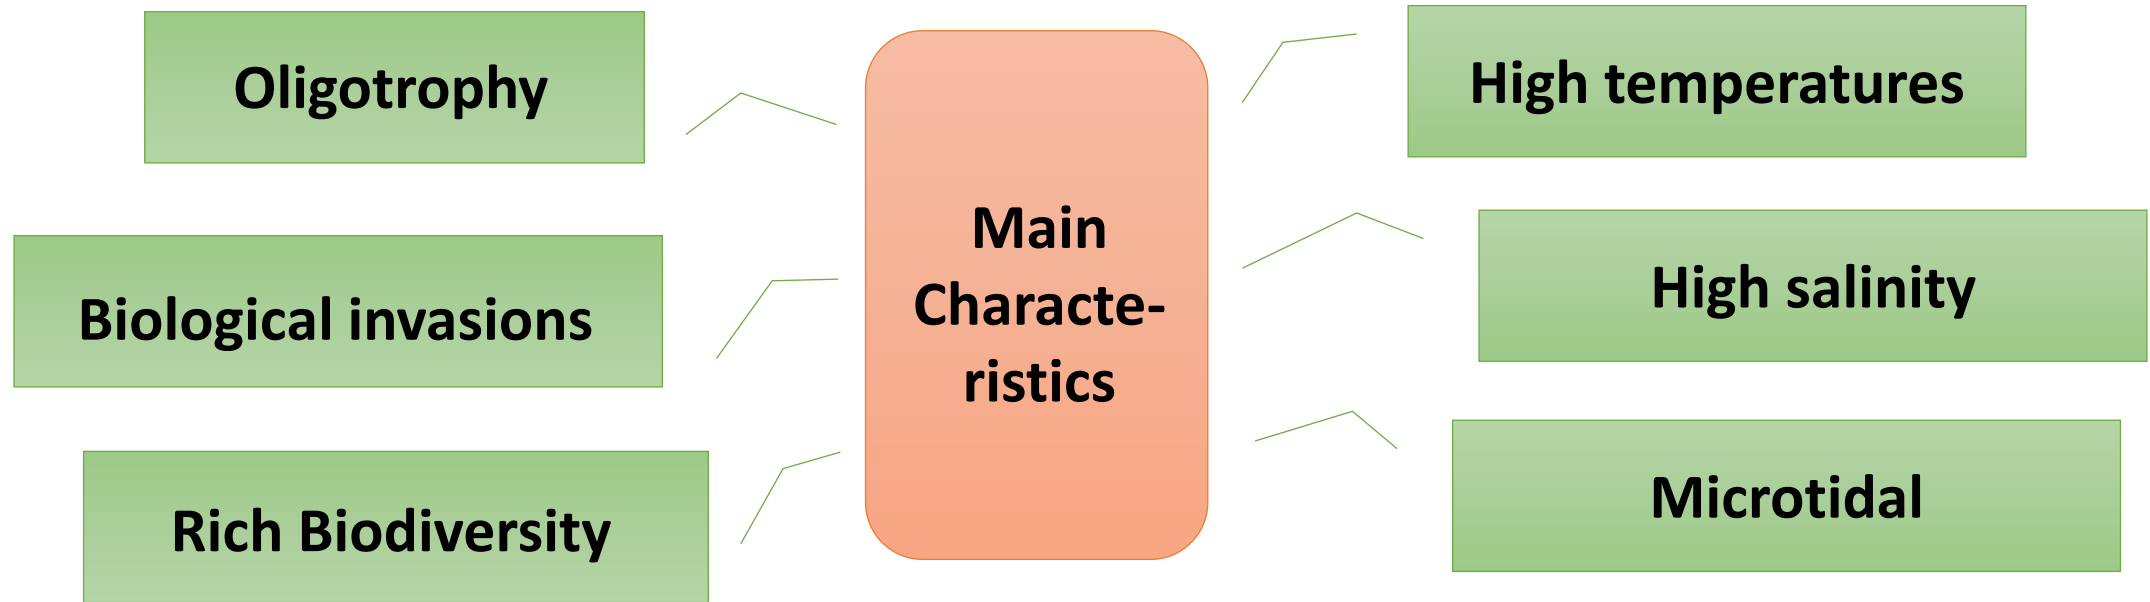 Oligotrophy
Biological invasions
Rich Biodiversity
Main
Characte-
ristics
High temperatures
High salinity
Microtidal